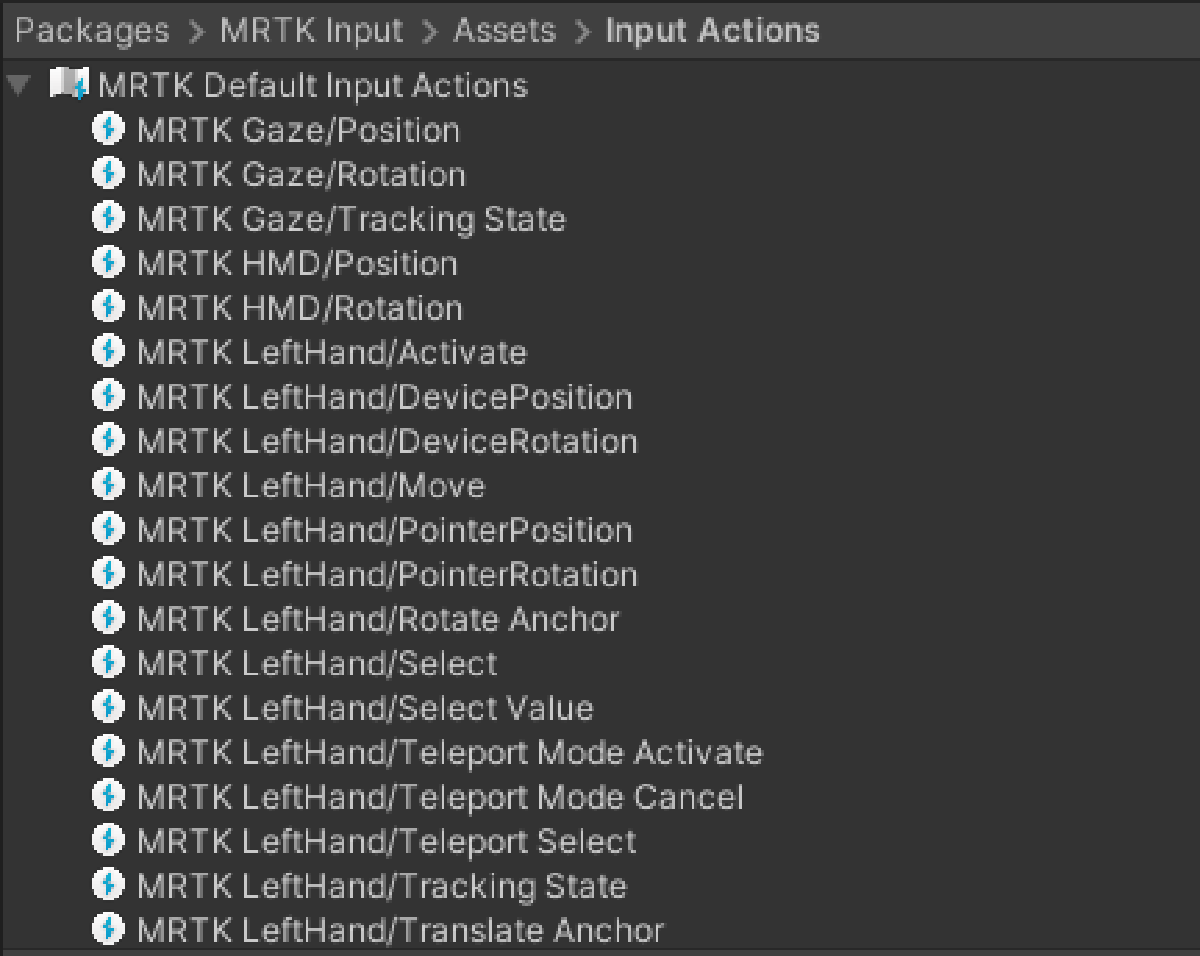 Packages > MRTK Input > Assets > Input Actions
MRTK Default Input Actions
MRTK Gaze/Position
MRTK Gaze/Rotation
MRTK Gaze/Tracking State
MRTK HMD/Position
MRTK HMD/Rotation
MRTK LeftHand/Activate
MRTK LeftHand/DevicePosition
MRTK LeftHand/DeviceRotation
MRTK LeftHand/Move
MRTK LeftHand/PointerPosition
MRTK LeftHand/PointerRotation
MRTK LeftHand/Rotate Anchor
MRTK LeftHand/Select
MRTK LeftHand/Select Value
MRTK LeftHand/Teleport Mode Activate
MRTK LeftHand/Teleport Mode Cancel
MRTK LeftHand/Teleport Select
MRTK LeftHand/Tracking State
MRTK LeftHand/Translate Anchor